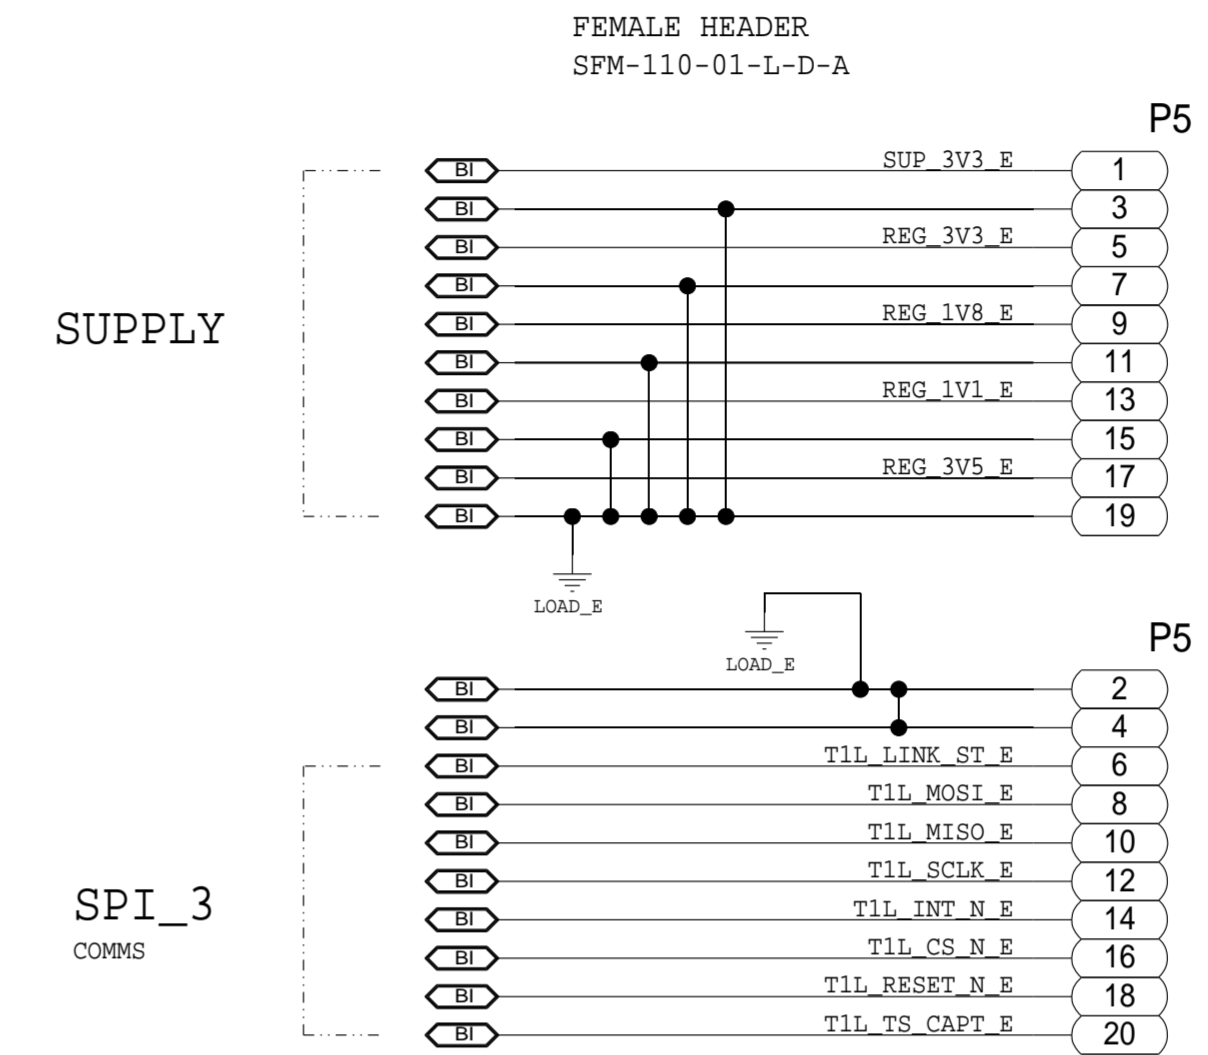 FEMALE HEADER
SFM-110-01-L-D-A
P5
BI SUP_3V3_E 1
BI 3
BI REG_3V3_E 5
BI 7
SUPPLY
BI REG_1V8_E 9
BI 11
BI REG_1V1_E 13
BI 15
BI REG_3V5_E 17
BI 19
LOAD_E
LOAD_E
P5
BI 2
BI 4
BI T1L_LINK_ST_E 6
BI T1L_MOSI_E 8
BI T1L_MISO_E 10
BI T1L_SCLK_E 12
SPI_3
COMMS
BI T1L_INT_N_E 14
BI T1L_CS_N_E 16
BI T1L_RESET_N_E 18
BI T1L_TS_CAPT_E 20